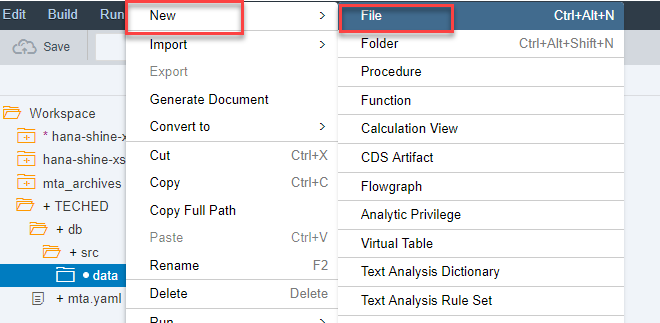 Edit Build Run
New > File Ctrl+Alt+N
Save
Import > Folder Ctrl+Alt+Shift+N
Export Procedure
Generate Document Function
Workspace
Convert to > Calculation View
* hana-shine-x
Cut Ctrl+X CDS Artifact
hana-shine-xs
Copy Ctrl+C Flowgraph
mta_archives
+ TECHED
Copy Full Path Analytic Privilege
+ db
Paste Ctrl+V Virtual Table
+ src
Rename F2 Text Analysis Dictionary
data
Delete Delete Text Analysis Rule Set
+ mta.yaml